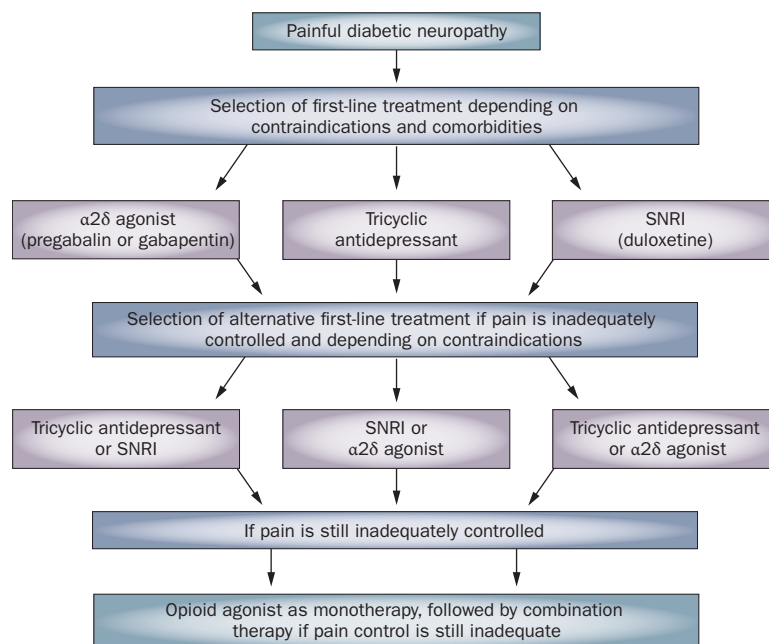 Painful diabetic neuropathy
Selection of first-line treatment depending on
contraindications and comorbidities
α2δ agonist
(pregabalin or gabapentin)
Tricyclic
antidepressant
SNRI
(duloxetine)
Selection of alternative first-line treatment if pain is inadequately
controlled and depending on contraindications
Tricyclic antidepressant
or SNRI
SNRI or
α2δ agonist
Tricyclic antidepressant
or α2δ agonist
If pain is still inadequately controlled
Opioid agonist as monotherapy, followed by combination
therapy if pain control is still inadequate